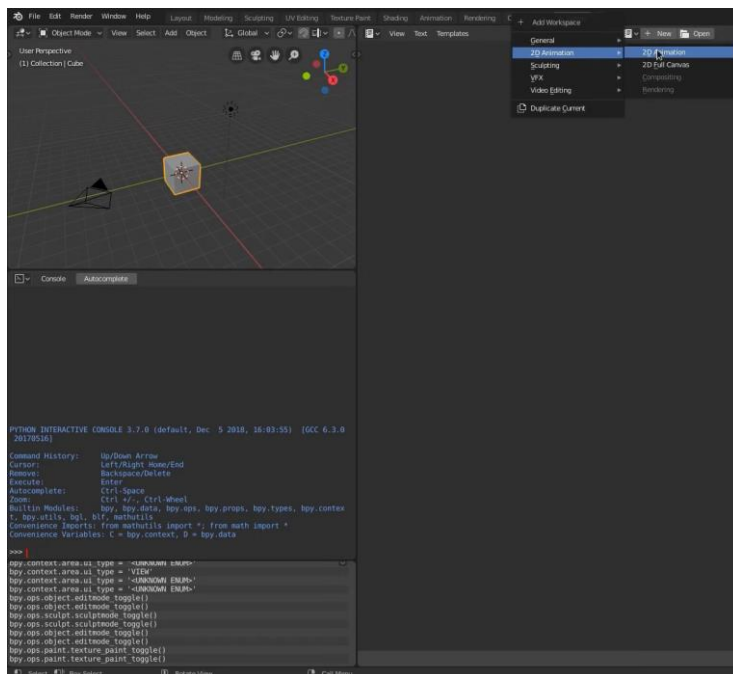 File Edit Render Window Help Layout Modeling Sculpting UV Editing Texture Paint Shading Animation Rendering
Object Mode View Select Add Object Global View Text Templates New Open
Add Workspace
General
2D Animation
Sculpting
VFX
Video Editing
Duplicate Current
2D Animation
2D Full Canvas
Compositing
Rendering
User Perspective
(1) Collection | Cube
Z
Y
X
Console Autocomplete
PYTHON INTERACTIVE CONSOLE 3.7.0 (default, Dec 5 2018, 16:03:55) [GCC 6.3.0
20170516]
Command History: Up/Down Arrow
Cursor: Left/Right Home/End
Remove: Backspace/Delete
Execute: Enter
Autocomplete: Ctrl-Space
Zoom: Ctrl +/-, Ctrl-Wheel
Builtin Modules: bpy, bpy.data, bpy.ops, bpy.props, bpy.types, bpy.contex
t, bpy.utils, bgl, blf, mathutils
Convenience Imports: from mathutils import *; from math import *
Convenience Variables: C = bpy.context, D = bpy.data
>>>
bpy.context.area.ui_type = '<UNKNOWN ENUM>'
bpy.context.area.ui_type = 'VIEW'
bpy.context.area.ui_type = '<UNKNOWN ENUM>'
bpy.context.area.ui_type = '<UNKNOWN ENUM>'
bpy.ops.object.editmode_toggle()
bpy.ops.object.editmode_toggle()
bpy.ops.sculpt.sculptmode_toggle()
bpy.ops.sculpt.sculptmode_toggle()
bpy.ops.object.editmode_toggle()
bpy.ops.object.editmode_toggle()
bpy.ops.paint.texture_paint_toggle()
bpy.ops.paint.texture_paint_toggle()
Select Box Select Rotate View Call Menu